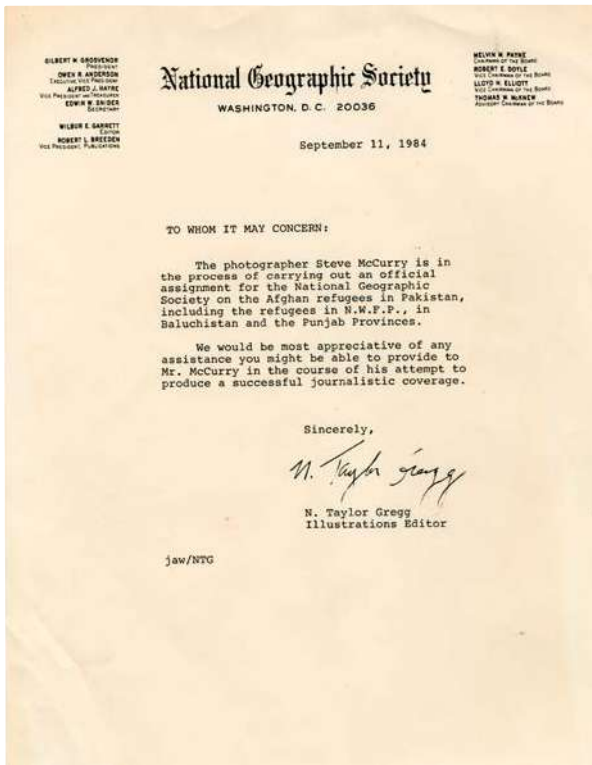 GILBERT M. GROSVENOR
PRESIDENT
OWEN R. ANDERSON
EXECUTIVE VICE PRESIDENT
ALFRED J. HAYRE
VICE PRESIDENT AND TREASURER
EDWIN W. SNIDER
SECRETARY
WILBUR E. GARRETT
EDITOR
ROBERT L. BREEDEN
VICE PRESIDENT, PUBLICATIONS
National Geographic Society
WASHINGTON, D. C. 20036
MELVIN M. PAYNE
CHAIRMAN OF THE BOARD
ROBERT E. DOYLE
VICE CHAIRMAN OF THE BOARD
LLOYD H. ELLIOTT
VICE CHAIRMAN OF THE BOARD
THOMAS W. McKNEW
ADVISORY CHAIRMAN OF THE BOARD
September 11, 1984
TO WHOM IT MAY CONCERN:
The photographer Steve McCurry is in
the process of carrying out an official
assignment for the National Geographic
Society on the Afghan refugees in Pakistan,
including the refugees in N.W.F.P., in
Baluchistan and the Punjab Provinces.
We would be most appreciative of any
assistance you might be able to provide to
Mr. McCurry in the course of his attempt to
produce a successful journalistic coverage.
Sincerely,
N. Taylor Gregg
N. Taylor Gregg
Illustrations Editor
jaw/NTG